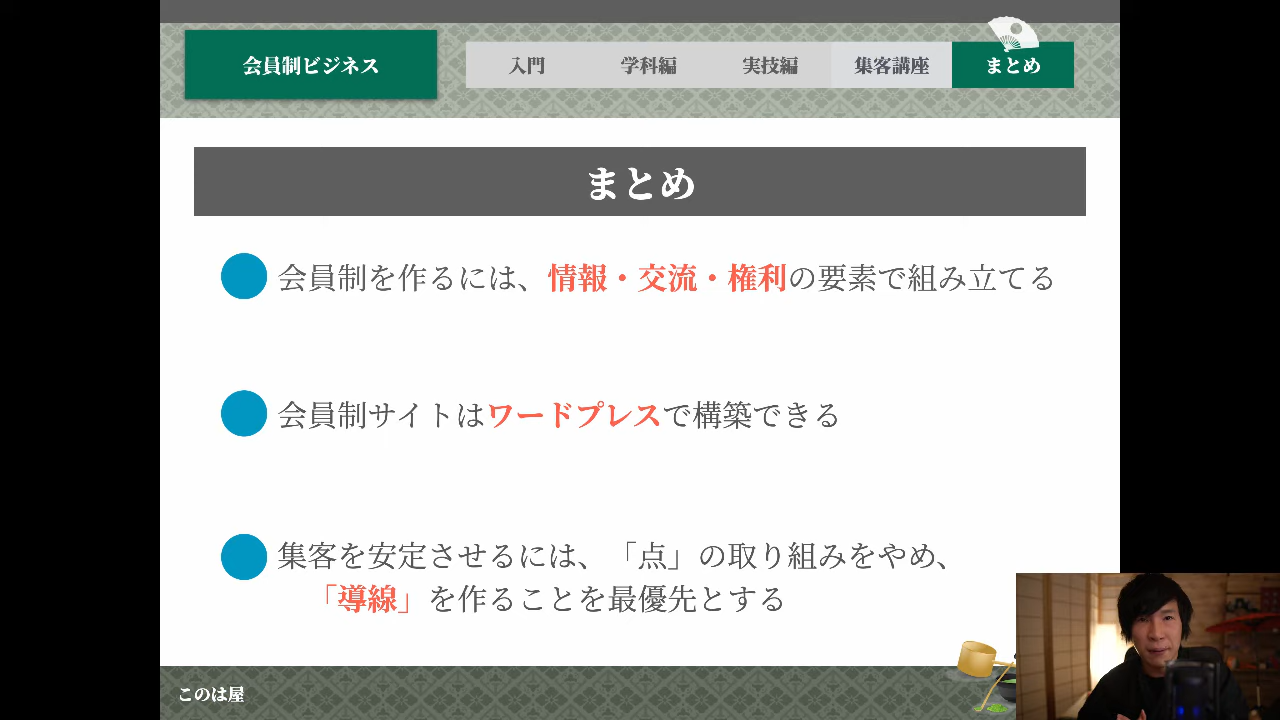 会員制ビジネス
入門
学科編
実技編
集客講座
まとめ
まとめ
会員制を作るには、情報・交流・権利の要素で組み立てる
会員制サイトはワードプレスで構築できる
集客を安定させるには、「点」の取り組みをやめ、
「導線」を作ることを最優先とする
このは屋